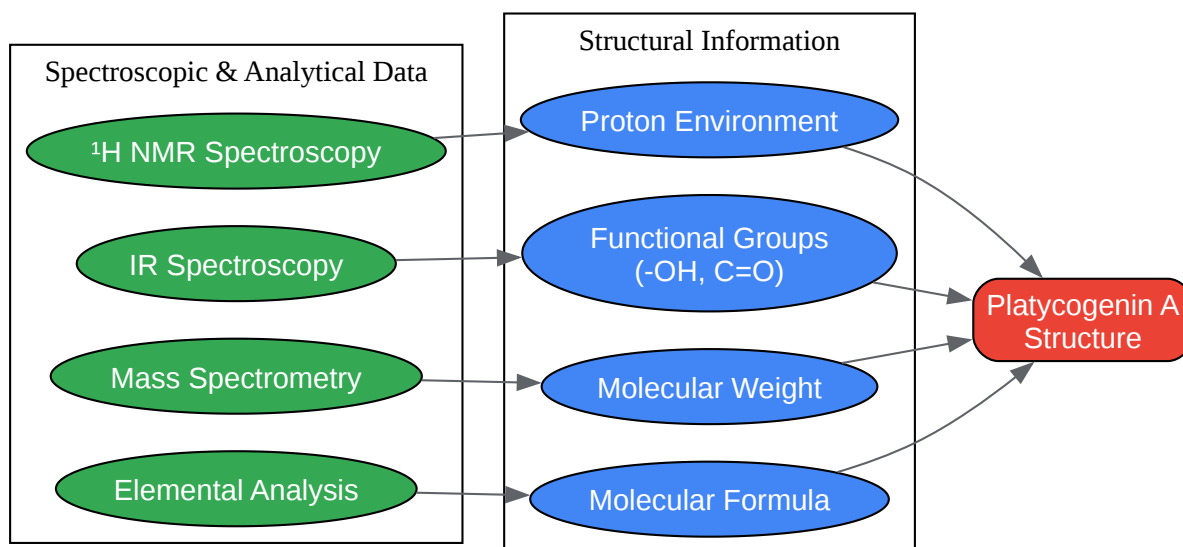 Spectroscopic & Analytical Data
¹H NMR Spectroscopy
IR Spectroscopy
Mass Spectrometry
Elemental Analysis
Structural Information
Proton Environment
Functional Groups
(-OH, C=O)
Molecular Weight
Molecular Formula
Platycogenin A
Structure